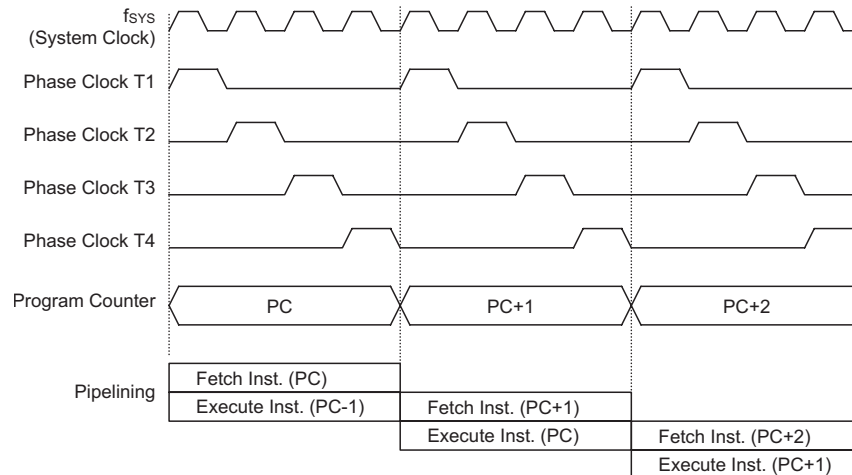 fSYS
(System Clock)
Phase Clock T1
Phase Clock T2
Phase Clock T3
Phase Clock T4
Program Counter
PC
PC+1
PC+2
Pipelining
Fetch Inst. (PC)
Execute Inst. (PC-1)
Fetch Inst. (PC+1)
Execute Inst. (PC)
Fetch Inst. (PC+2)
Execute Inst. (PC+1)